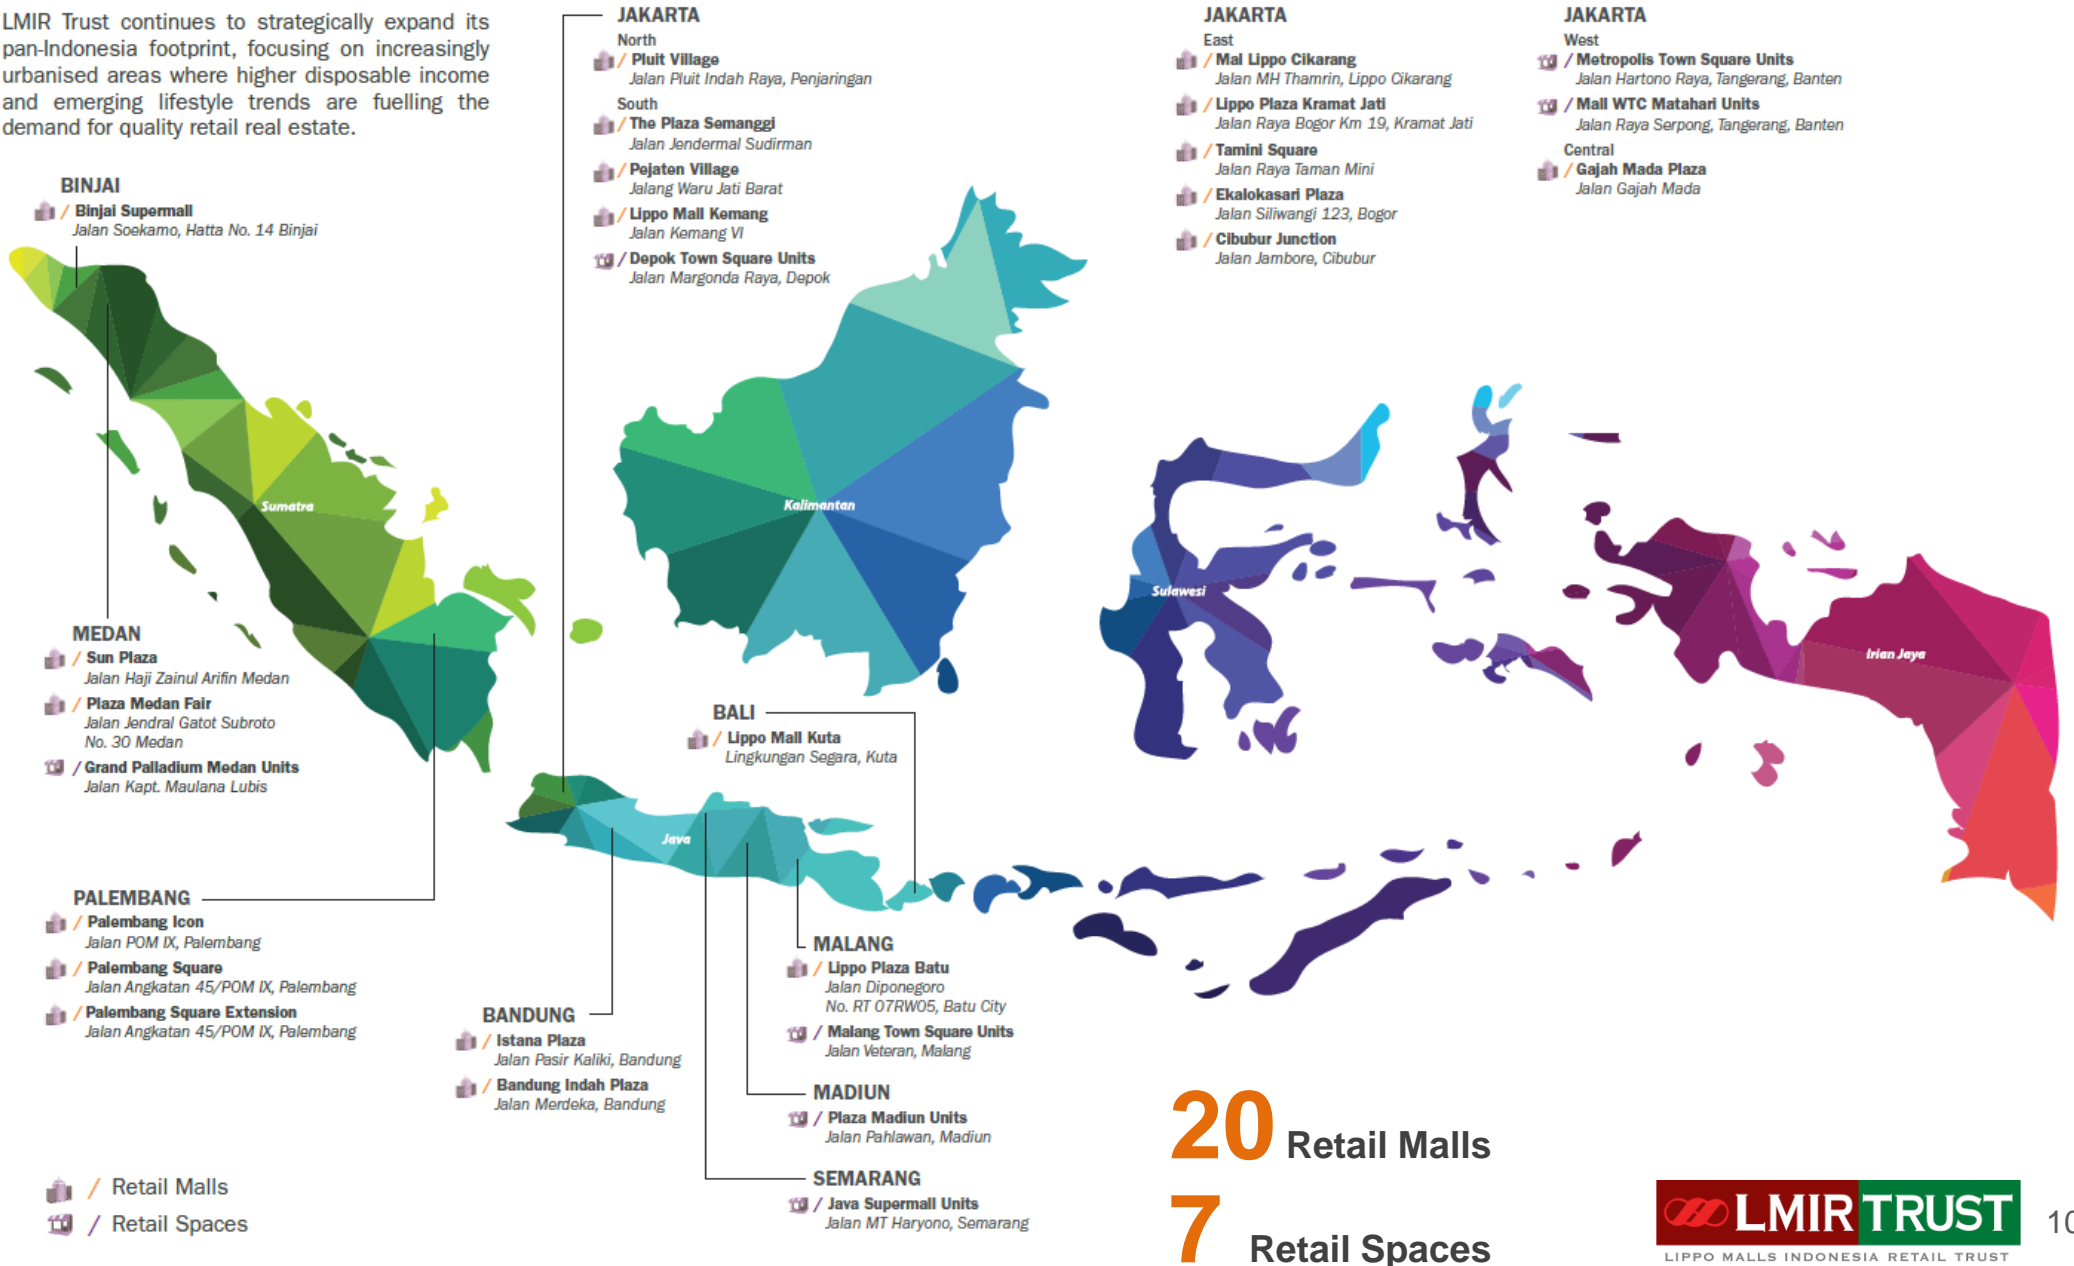 LMIR Trust continues to strategically expand its
pan-Indonesia footprint, focusing on increasingly
urbanised areas where higher disposable income
and emerging lifestyle trends are fuelling the
demand for quality retail real estate.
BINJAI
/ Binjai Supermall
Jalan Soekarno, Hatta No. 14 Binjai
MEDAN
/ Sun Plaza
Jalan Haji Zainul Arifin Medan
/ Plaza Medan Fair
Jalan Jendral Gatot Subroto
No. 30 Medan
/ Grand Palladium Medan Units
Jalan Kapt. Maulana Lubis
PALEMBANG
/ Palembang Icon
Jalan POM IX, Palembang
/ Palembang Square
Jalan Angkatan 45/POM IX, Palembang
/ Palembang Square Extension
Jalan Angkatan 45/POM IX, Palembang
JAKARTA
North
/ Pluit Village
Jalan Pluit Indah Raya, Penjaringan
South
/ The Plaza Semanggi
Jalan Jendermal Sudirman
/ Pejaten Village
Jalang Waru Jati Barat
/ Lippo Mall Kemang
Jalan Kemang VI
/ Depok Town Square Units
Jalan Margonda Raya, Depok
JAKARTA
East
/ Mal Lippo Cikarang
Jalan MH Thamrin, Lippo Cikarang
/ Lippo Plaza Kramat Jati
Jalan Raya Bogor Km 19, Kramat Jati
/ Tamini Square
Jalan Raya Taman Mini
/ Ekalokasari Plaza
Jalan Siliwangi 123, Bogor
/ Cibubur Junction
Jalan Jambore, Cibubur
JAKARTA
West
/ Metropolis Town Square Units
Jalan Hartono Raya, Tangerang, Banten
/ Mall WTC Matahari Units
Jalan Raya Serpong, Tangerang, Banten
Central
/ Gajah Mada Plaza
Jalan Gajah Mada
Sumatra
Kalimantan
Sulawesi
Irian Jaya
Java
BALI
/ Lippo Mall Kuta
Lingkungan Segara, Kuta
BANDUNG
/ Istana Plaza
Jalan Pasir Kaliki, Bandung
/ Bandung Indah Plaza
Jalan Merdeka, Bandung
MALANG
/ Lippo Plaza Batu
Jalan Diponegoro
No. RT 07RW05, Batu City
/ Malang Town Square Units
Jalan Veteran, Malang
MADIUN
/ Plaza Madiun Units
Jalan Pahlawan, Madiun
SEMARANG
/ Java Supermall Units
Jalan MT Haryono, Semarang
/ Retail Malls
/ Retail Spaces
20 Retail Malls
7 Retail Spaces
LMIR TRUST
LIPPO MALLS INDONESIA RETAIL TRUST
10